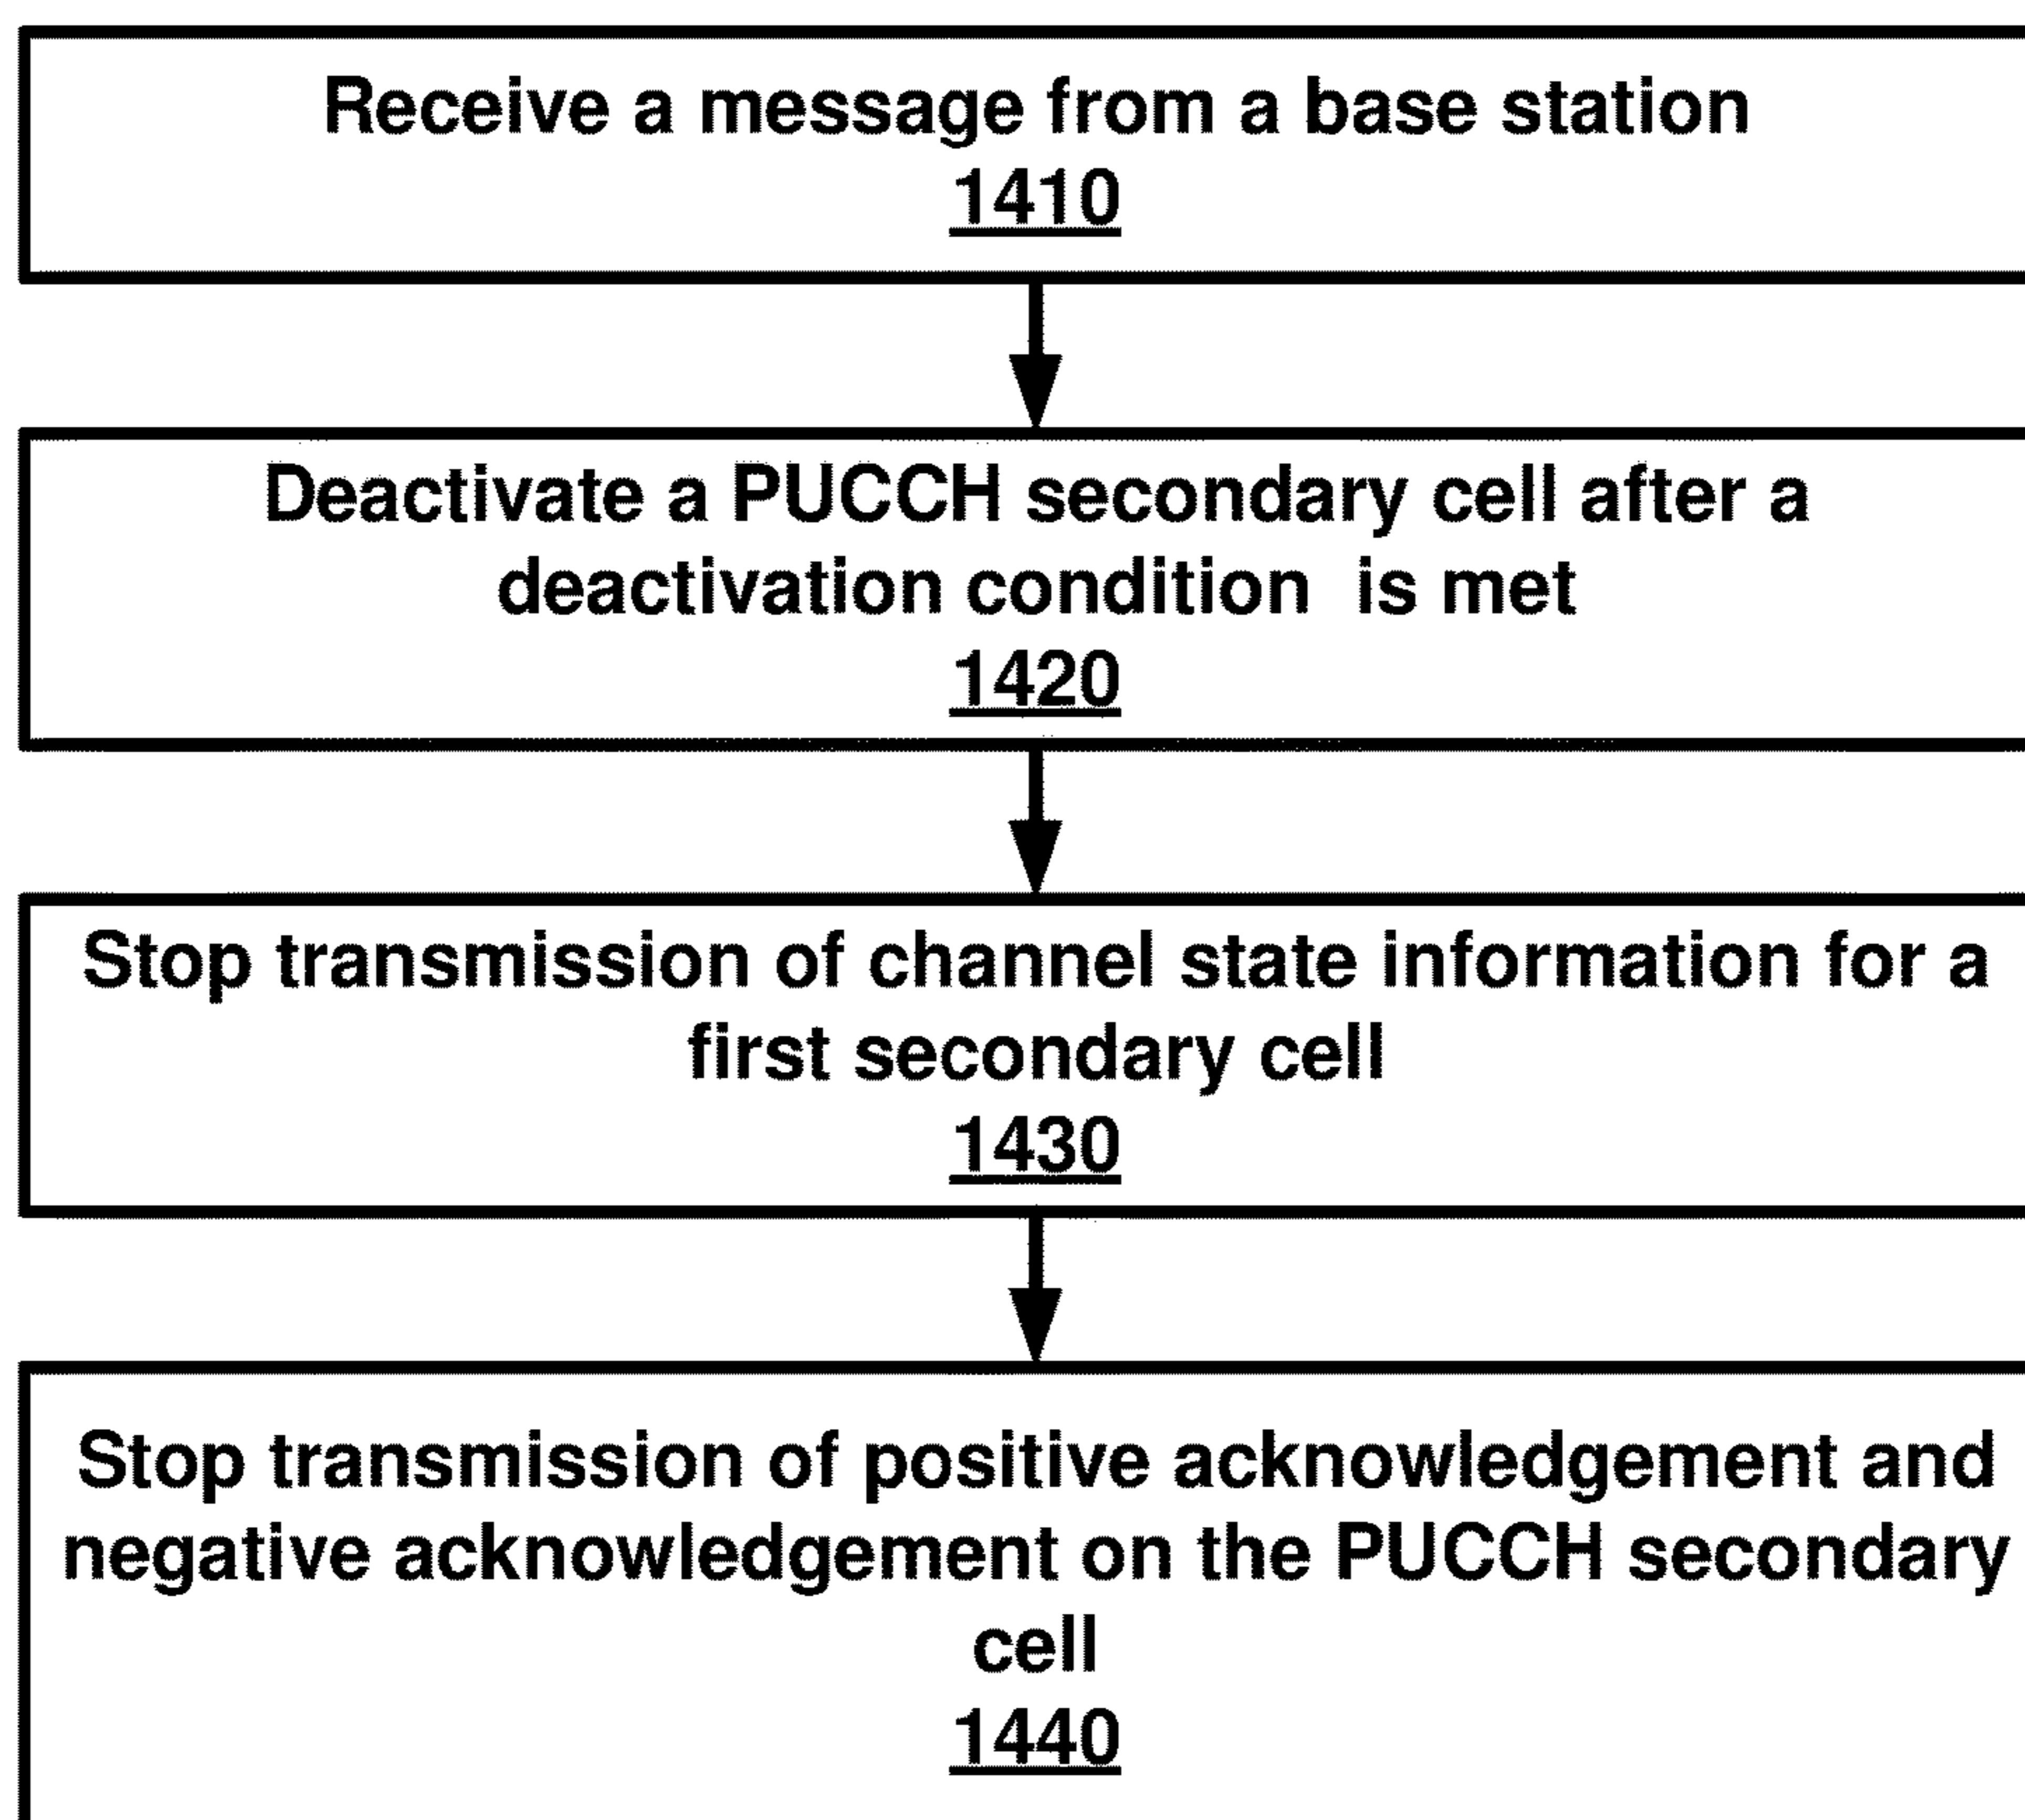 Receive a message from a base station
1410
Deactivate a PUCCH secondary cell after a
deactivation condition is met
1420
Stop transmission of channel state information for a
first secondary cell
1430
Stop transmission of positive acknowledgement and
negative acknowledgement on the PUCCH secondary
cell
1440